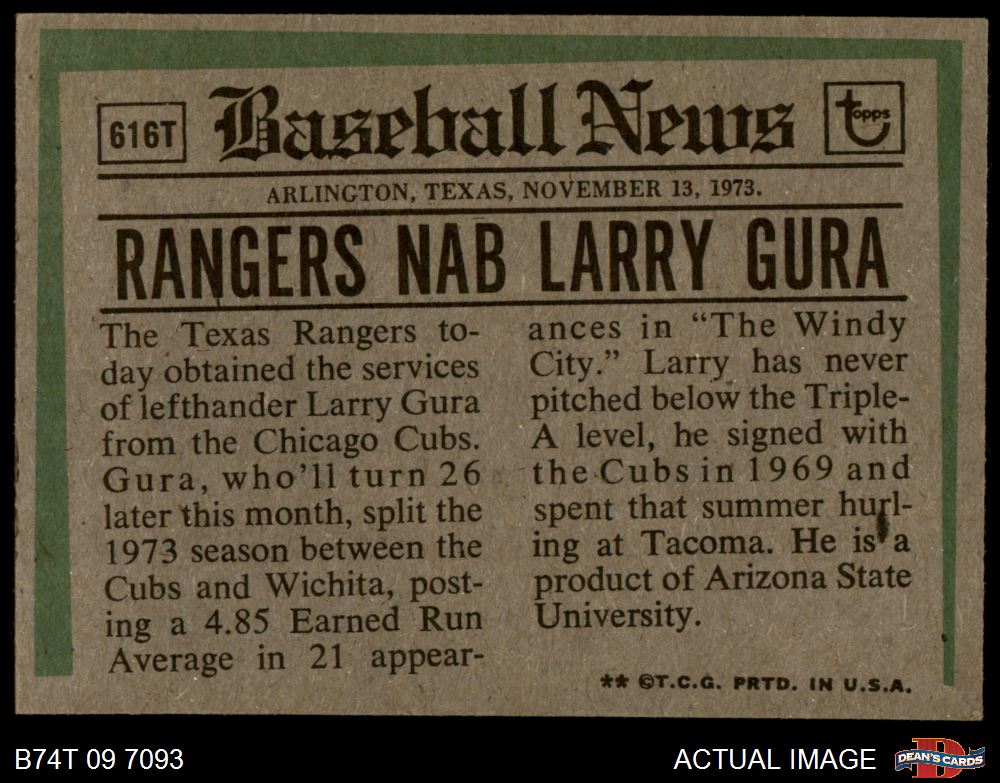 616T
Baseball News
topps
ARLINGTON, TEXAS, NOVEMBER 13, 1973.
RANGERS NAB LARRY GURA
The Texas Rangers to-
day obtained the services
of lefthander Larry Gura
from the Chicago Cubs.
Gura, who'll turn 26
later this month, split the
1973 season between the
Cubs and Wichita, post-
ing a 4.85 Earned Run
Average in 21 appear-
ances in "The Windy
City." Larry has never
pitched below the Triple-
A level, he signed with
the Cubs in 1969 and
spent that summer hurl-
ing at Tacoma. He is a
product of Arizona State
University.
** ©T.C.G. PRTD. IN U.S.A.
B74T 09 7093
ACTUAL IMAGE
D
DEAN'S CARDS